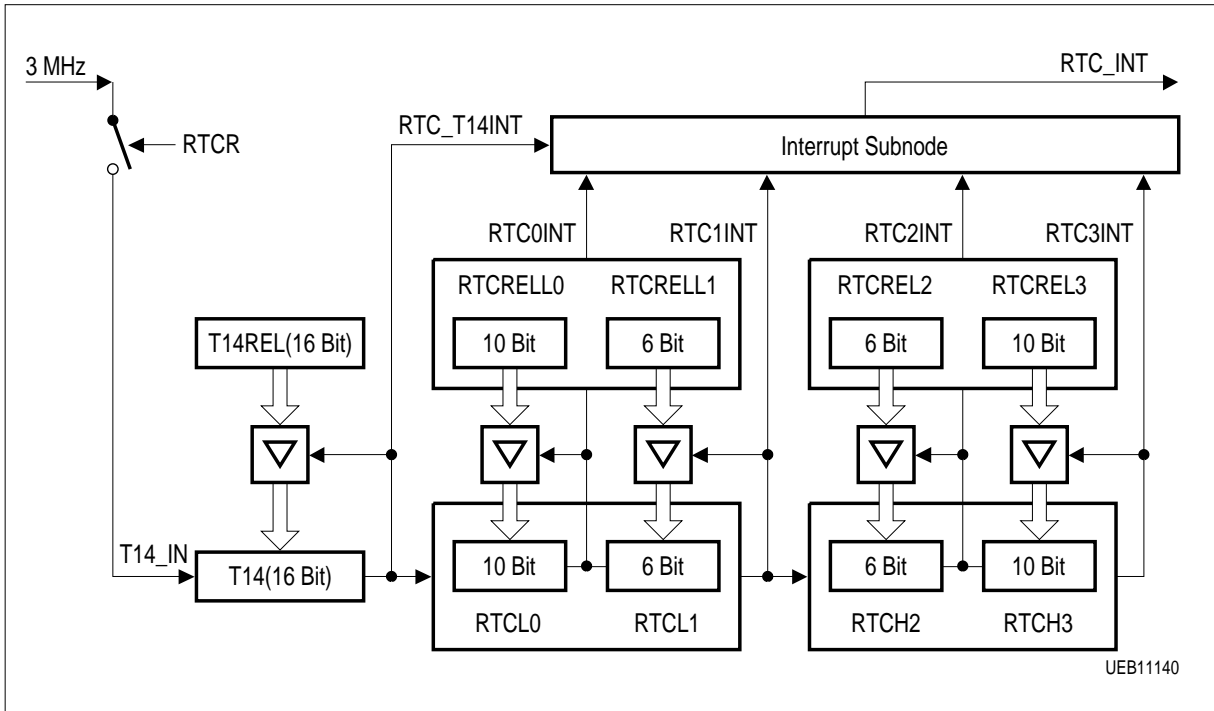 3 MHz
RTC_INT
RTCR
RTC_T14INT
Interrupt Subnode
RTC0INT
RTC1INT
RTC2INT
RTC3INT
RTCRELL0
RTCRELL1
RTCREL2
RTCREL3
T14REL(16 Bit)
10 Bit
6 Bit
6 Bit
10 Bit
T14_IN
T14(16 Bit)
10 Bit
6 Bit
6 Bit
10 Bit
RTCL0
RTCL1
RTCH2
RTCH3
UEB11140